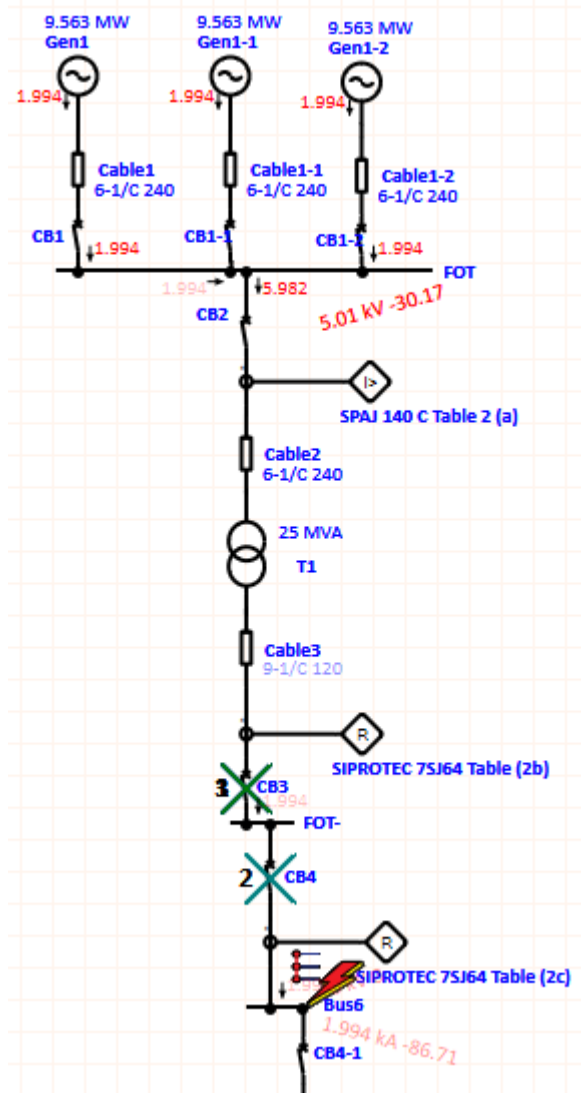 9.563 MW
Gen1
9.563 MW
Gen1-1
9.563 MW
Gen1-2
1.994
1.994
1.994
Cable1
6-1/C 240
Cable1-1
6-1/C 240
Cable1-2
6-1/C 240
CB1
1.994
CB1-1
CB1-2
1.994
FOT
1.994
5.982
5.01 kV -30.17
CB2
I>
SPAJ 140 C Table 2 (a)
Cable2
6-1/C 240
25 MVA
T1
Cable3
9-1/C 120
R
SIPROTEC 7SJ64 Table (2b)
CB3
1.994
FOT-
2
CB4
R
SIPROTEC 7SJ64 Table (2c)
Bus6
1.994 kA -86.71
CB4-1